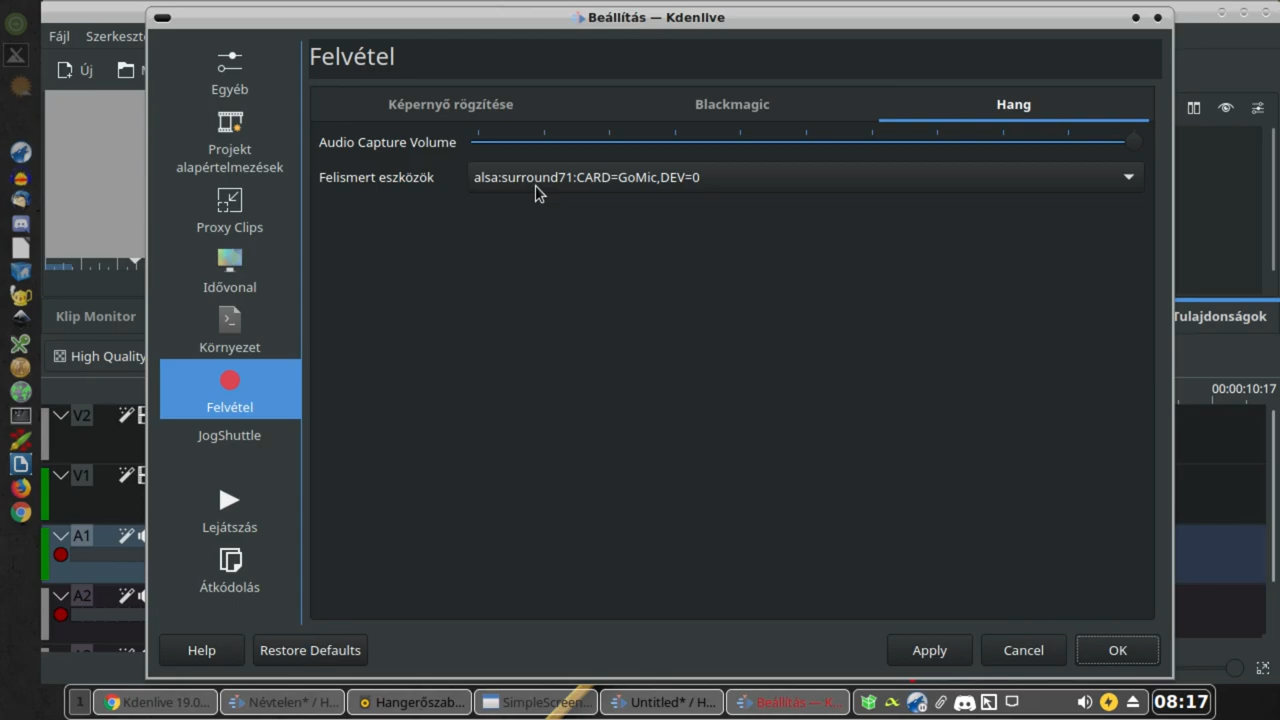 Beállítás — Kdenlive
Fájl
Szerkeszté
Új
Felvétel
Egyéb
Projekt
alapértelmezések
Proxy Clips
Idővonal
Környezet
Felvétel
JogShuttle
Lejátszás
Átkódolás
Képernyő rögzítése
Blackmagic
Hang
Audio Capture Volume
Felismert eszközök
alsa:surround71:CARD=GoMic,DEV=0
Klip Monitor
Tulajdonságok
High Quality
00:00:10:17
V2
V1
A1
A2
Help
Restore Defaults
Apply
Cancel
OK
1
Kdenlive 19.0...
Névtelen* / H...
Hangerőszab...
SimpleScreen...
Untitled* / H...
Beállítás — K...
08:17